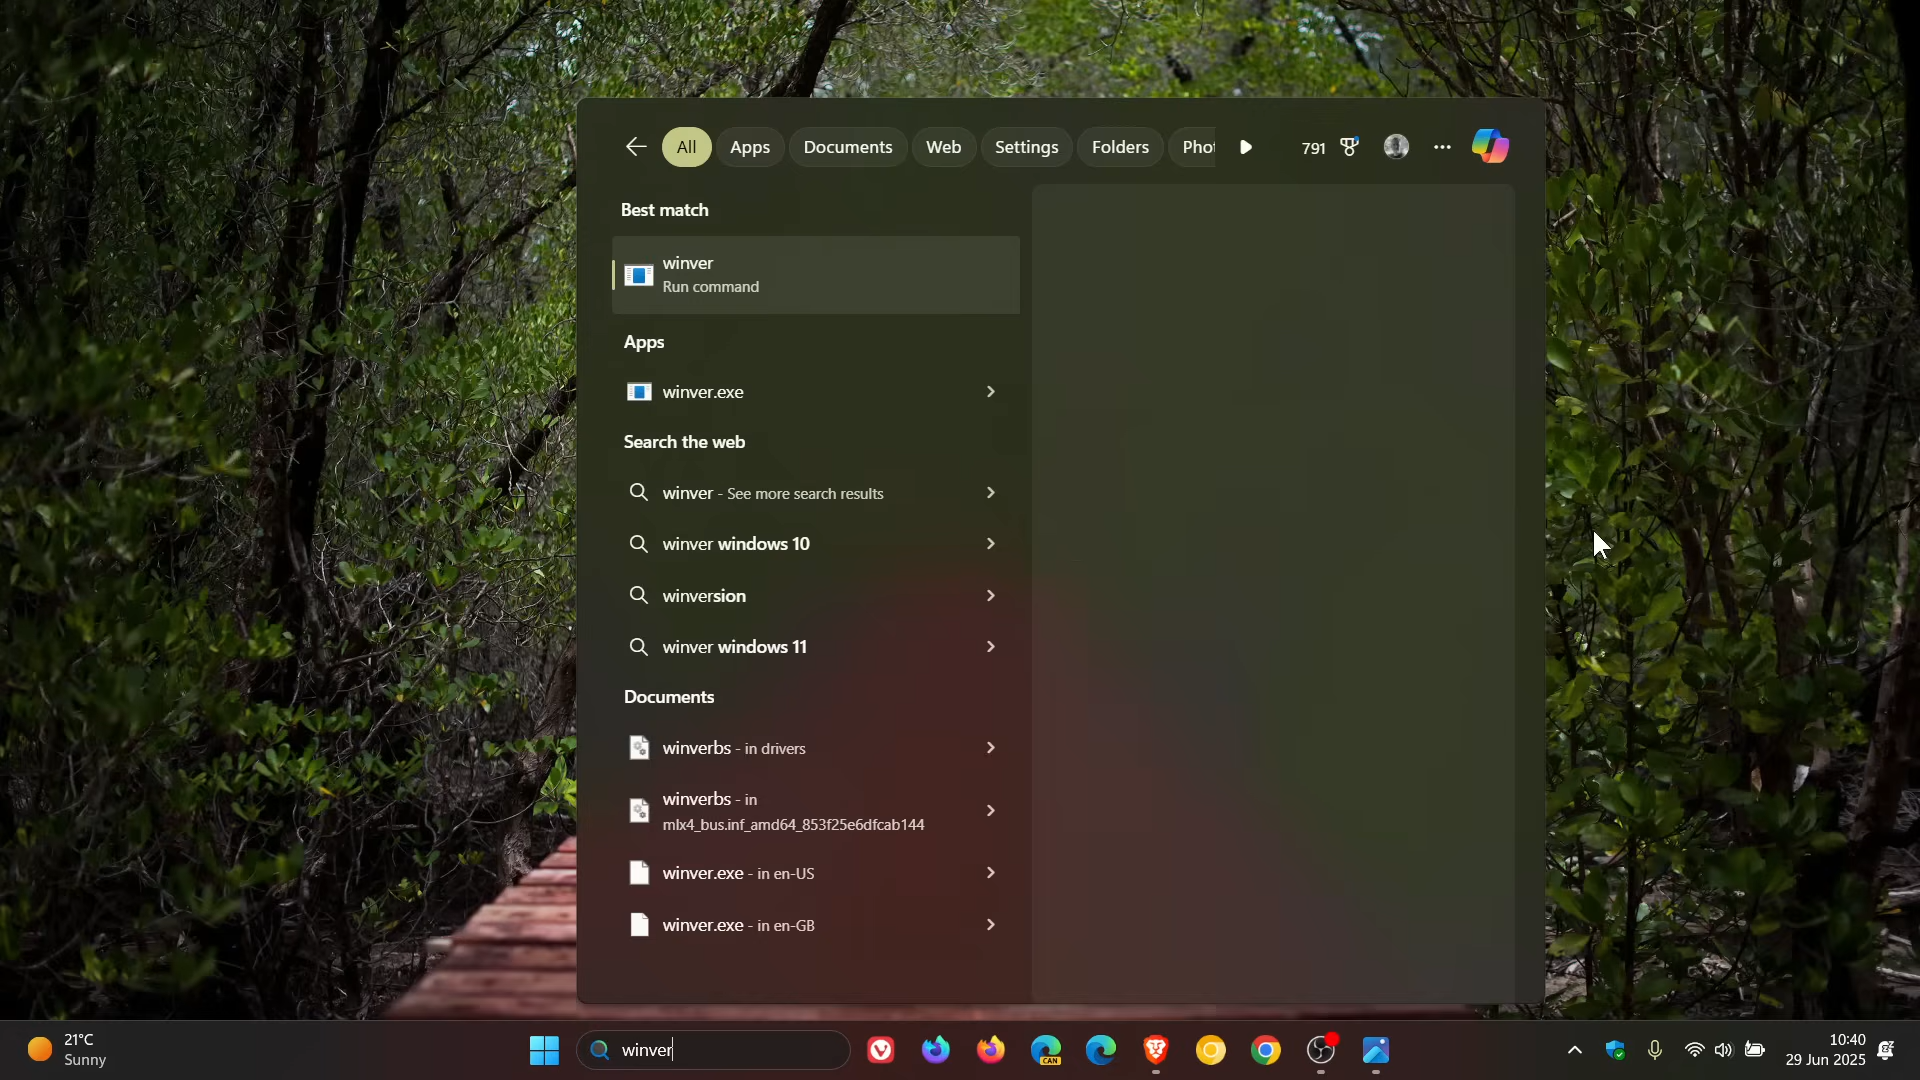 All
Apps
Documents
Web
Settings
Folders
Phot
791
Best match
winver
Run command
Apps
winver.exe
Search the web
winver - See more search results
winver windows 10
winversion
winver windows 11
Documents
winverbs - in drivers
winverbs - in
mlx4_bus.inf_amd64_853f25e6dfcab144
winver.exe - in en-US
winver.exe - in en-GB
21°C
Sunny
winver
CAN
10:40
29 Jun 2025